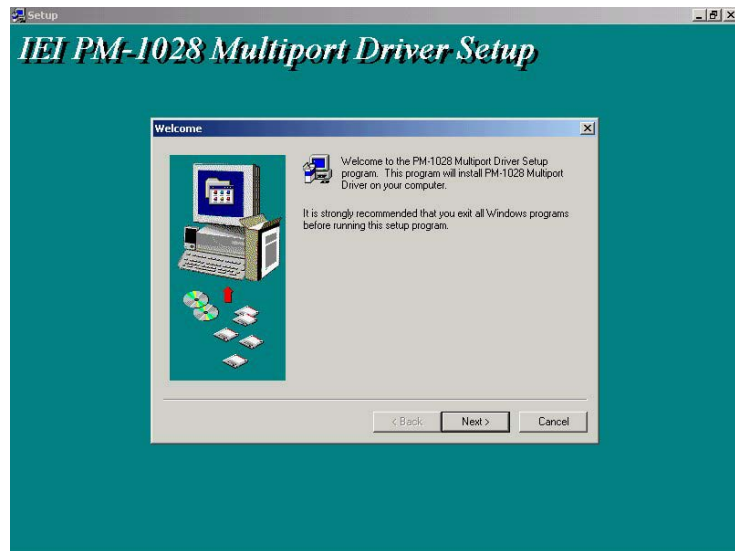 Setup
IEI PM-1028 Multiport Driver Setup
Welcome
Welcome to the PM-1028 Multiport Driver Setup
program. This program will install PM-1028 Multiport
Driver on your computer.
It is strongly recommended that you exit all Windows programs
before running this setup program.
< Back
Next >
Cancel